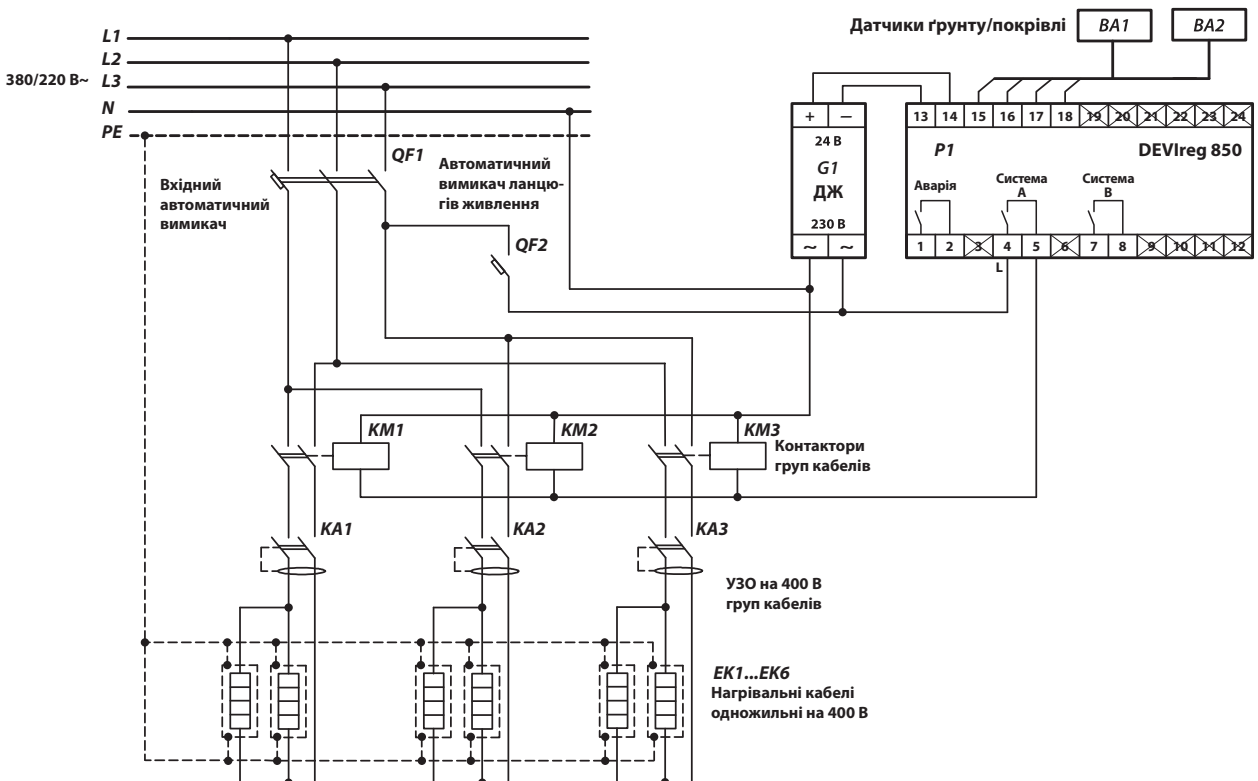 L1
L2
380/220 В~ L3
N
PE
Датчики ґрунту/покрівлі
BA1
BA2
+ –
24 В
G1
ДЖ
230 В
~ ~
13 14 15 16 17 18 19 20 21 22 23 24
P1
DEVIreg 850
Аварія
Система
А
Система
В
1 2 3 4 5 6 7 8 9 10 11 12
L
QF1
Вхідний
автоматичний
вимикач
Автоматичний
вимикач ланцю-
гів живлення
QF2
KM1
KM2
KM3
Контактори
груп кабелів
KA1
KA2
KA3
УЗО на 400 В
груп кабелів
EK1...EK6
Нагрівальні кабелі
одножильні на 400 В